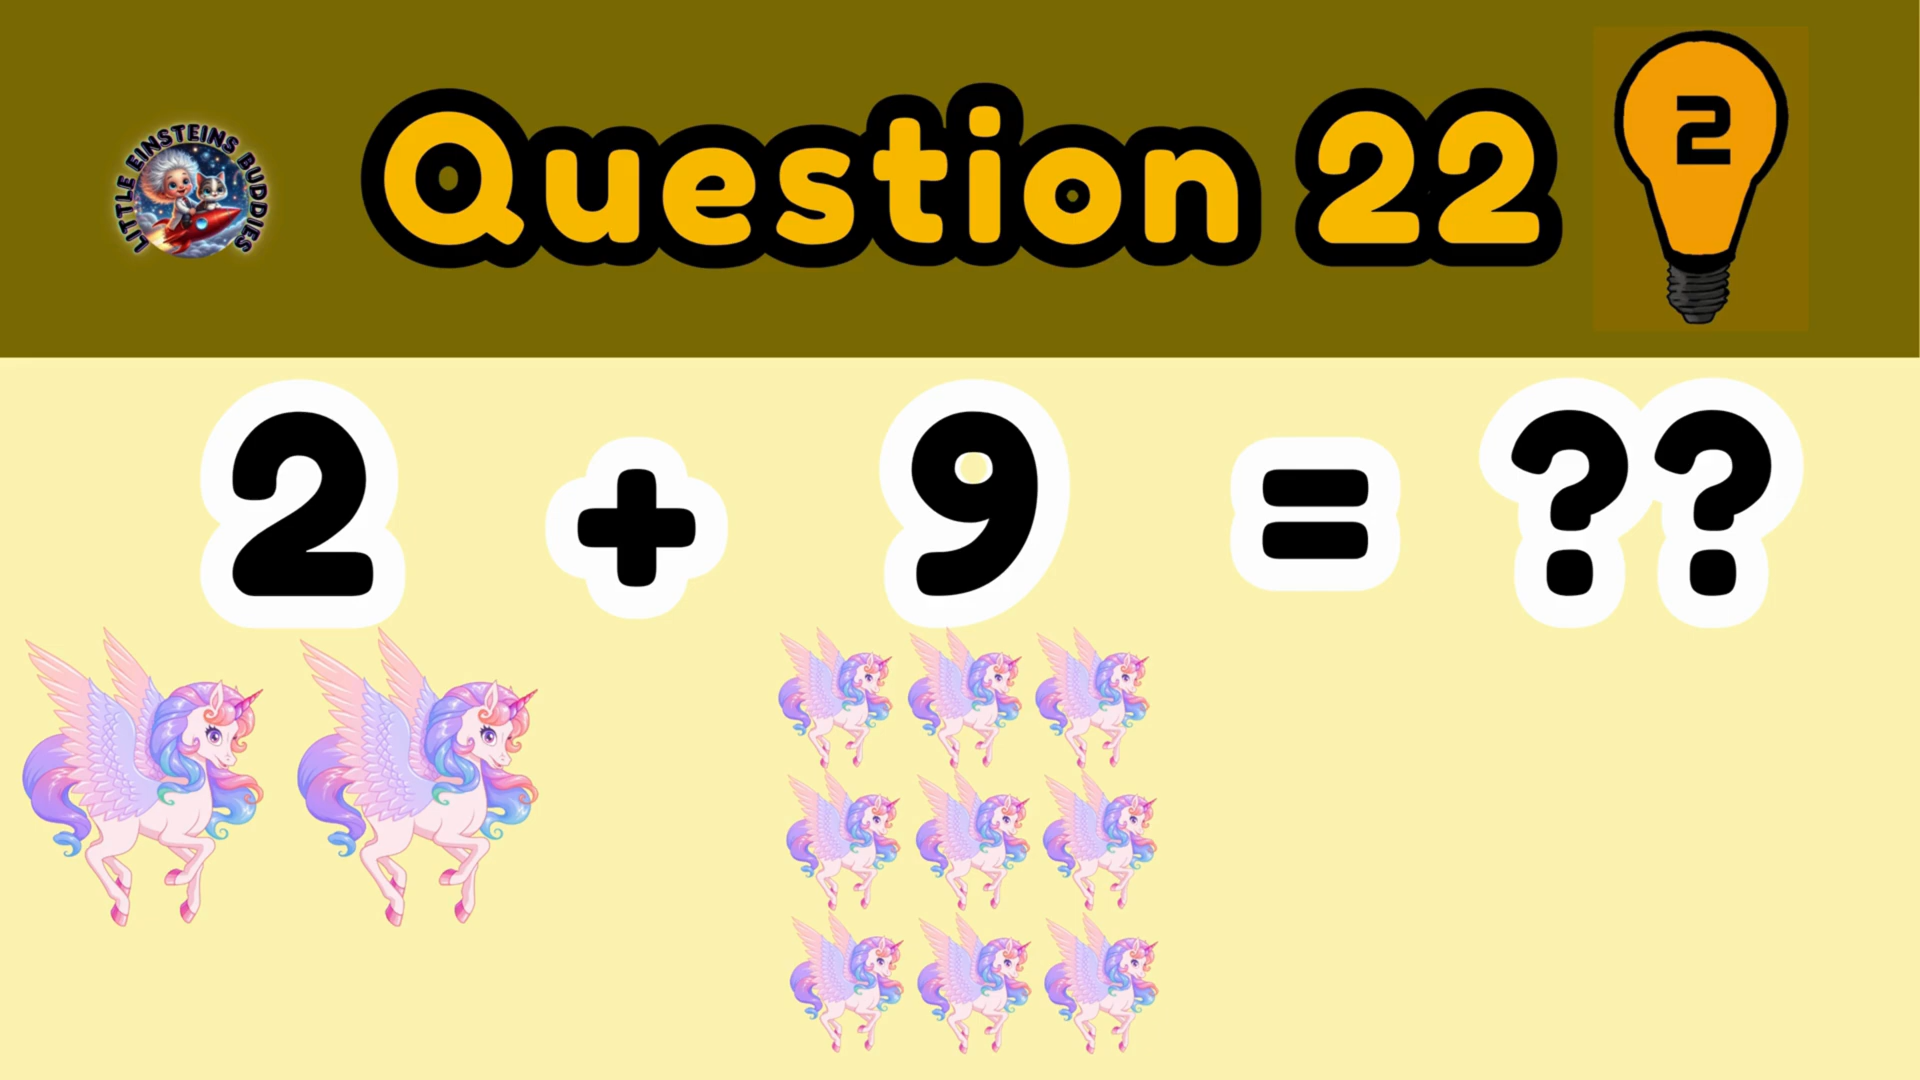 LITTLE EINSTEINS BUDDIES
Question 22
2
2 + 9 = ??